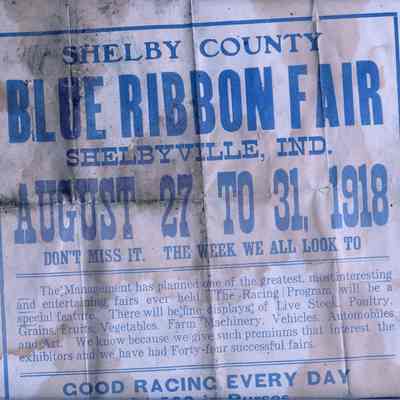 SHELBY COUNTY
BLUE RIBBON FAIR
SHELBYVILLE, IND.
AUGUST 27 TO 31, 1918
DON'T MISS IT. THE WEEK WE ALL LOOK TO
The Management has planned one of the greatest, most interesting
and entertaining fairs ever held. The Racing Program will be a
special feature. There will be fine displays of Live Stock, Poultry,
Grains, Fruits, Vegetables, Farm Machinery, Vehicles, Automobiles
and Art. We know because we give such premiums that interest the
exhibitors and we have had Forty-four successful fairs.
GOOD RACING EVERY DAY
in Purses